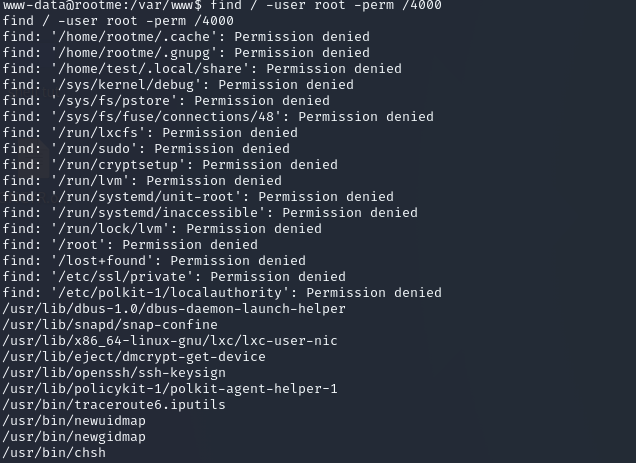 www-data@rootme:/var/www$ find / -user root -perm /4000
find / -user root -perm /4000
find: '/home/rootme/.cache': Permission denied
find: '/home/rootme/.gnupg': Permission denied
find: '/home/test/.local/share': Permission denied
find: '/sys/kernel/debug': Permission denied
find: '/sys/fs/pstore': Permission denied
find: '/sys/fs/fuse/connections/48': Permission denied
find: '/run/lxcfs': Permission denied
find: '/run/sudo': Permission denied
find: '/run/cryptsetup': Permission denied
find: '/run/lvm': Permission denied
find: '/run/systemd/unit-root': Permission denied
find: '/run/systemd/inaccessible': Permission denied
find: '/run/lock/lvm': Permission denied
find: '/root': Permission denied
find: '/lost+found': Permission denied
find: '/etc/ssl/private': Permission denied
find: '/etc/polkit-1/localauthority': Permission denied
/usr/lib/dbus-1.0/dbus-daemon-launch-helper
/usr/lib/snapd/snap-confine
/usr/lib/x86_64-linux-gnu/lxc/lxc-user-nic
/usr/lib/eject/dmcrypt-get-device
/usr/lib/openssh/ssh-keysign
/usr/lib/policykit-1/polkit-agent-helper-1
/usr/bin/traceroute6.iputils
/usr/bin/newuidmap
/usr/bin/newgidmap
/usr/bin/chsh